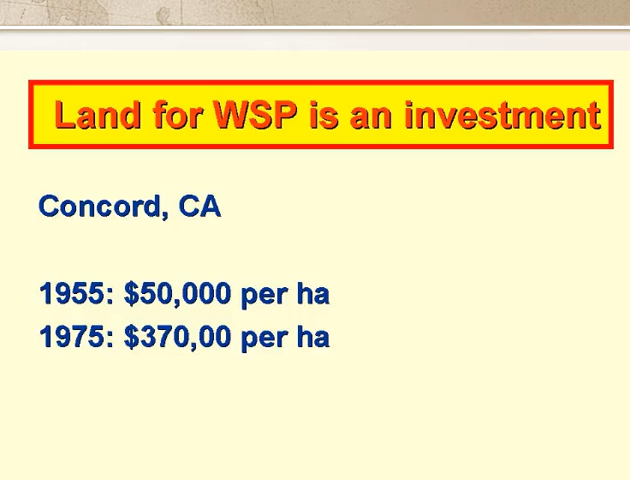 Land for WSP is an investment
Concord, CA
1955: $50,000 per ha
1975: $370,00 per ha